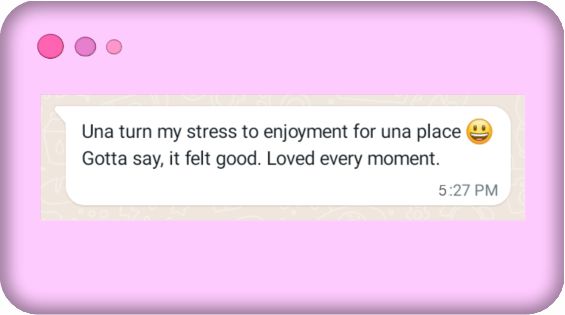 Una turn my stress to enjoyment for una place 😃
Gotta say, it felt good. Loved every moment.
5:27 PM